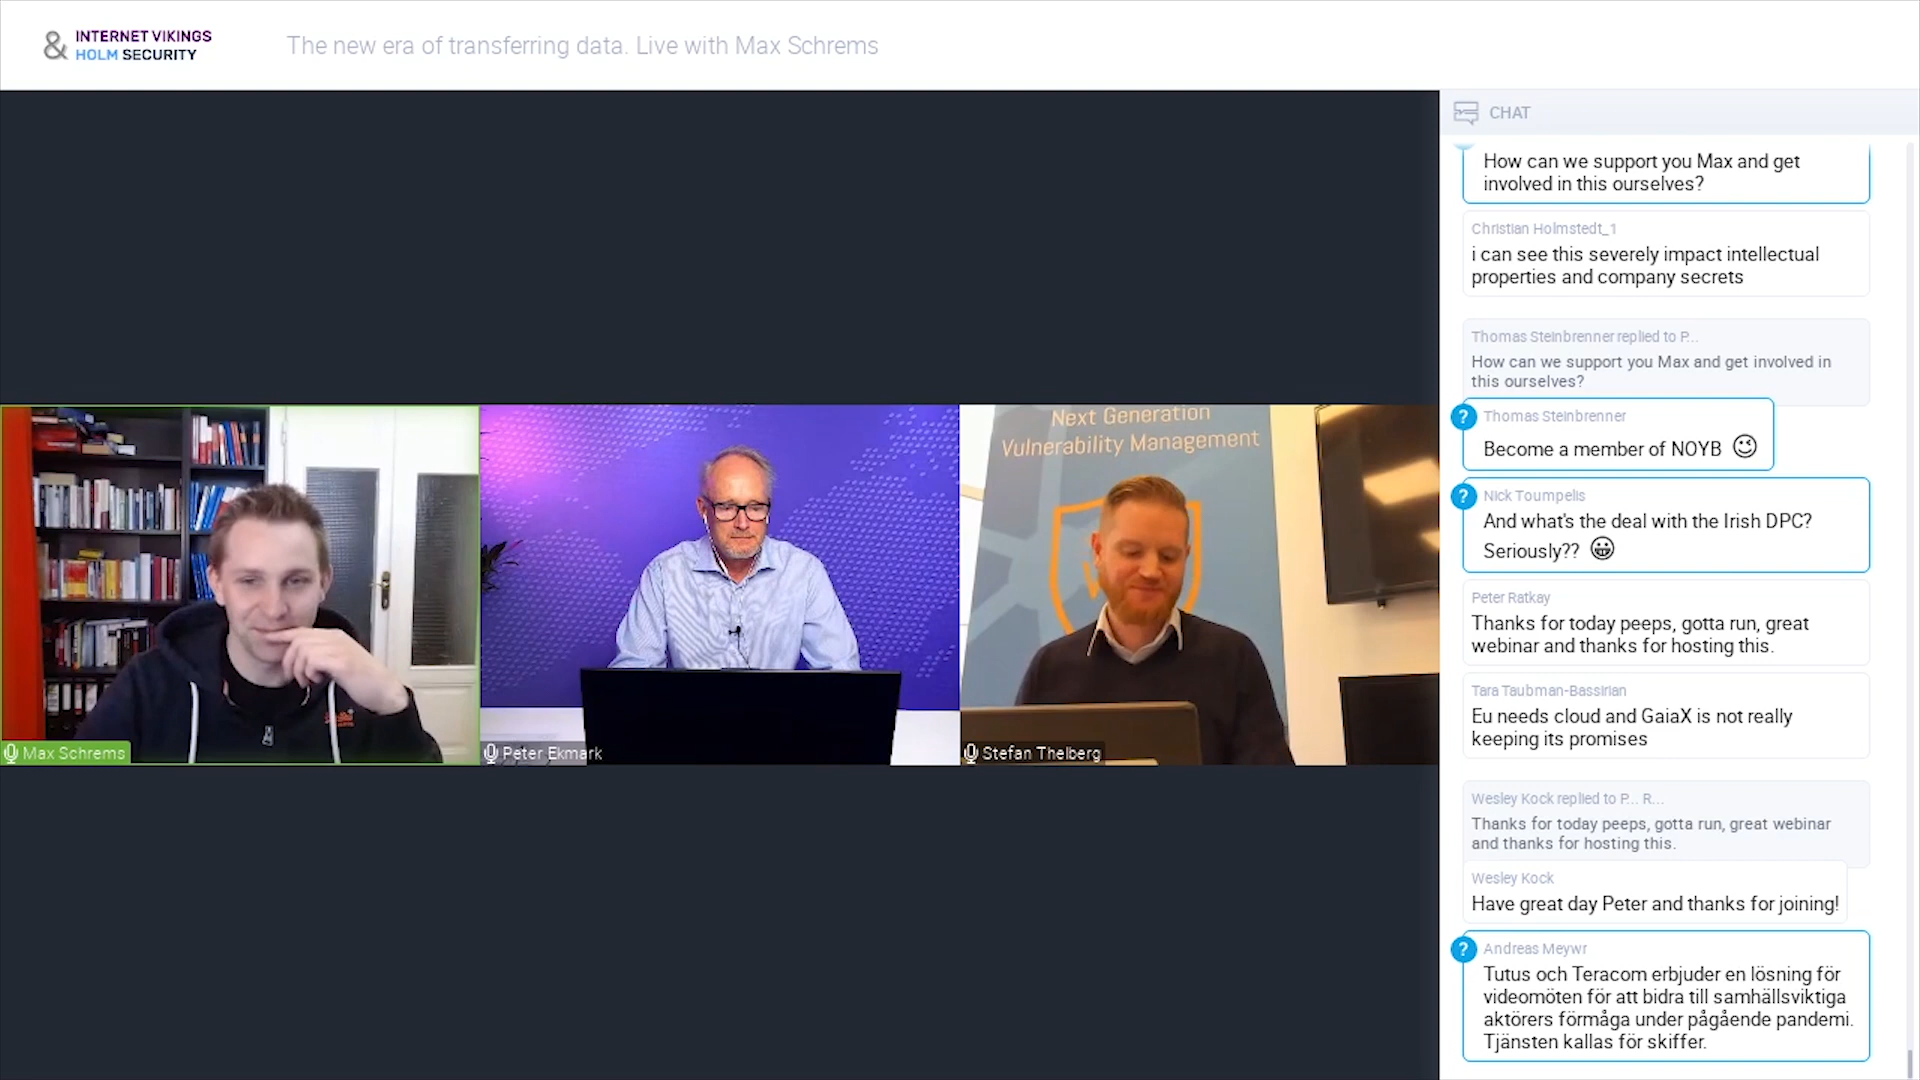 & INTERNET VIKINGS
HOLM SECURITY
The new era of transferring data. Live with Max Schrems
Next Generation
Vulnerability Management
Max Schrems
Peter Ekmark
Stefan Thelberg
CHAT
How can we support you Max and get
involved in this ourselves?
Christian Holmstedt_1
i can see this severely impact intellectual
properties and company secrets
Thomas Steinbrenner replied to P...
How can we support you Max and get involved in
this ourselves?
? Thomas Steinbrenner
Become a member of NOYB 😉
? Nick Toumpelis
And what's the deal with the Irish DPC?
Seriously?? 😀
Peter Ratkay
Thanks for today peeps, gotta run, great
webinar and thanks for hosting this.
Tara Taubman-Bassirian
Eu needs cloud and GaiaX is not really
keeping its promises
Wesley Kock replied to P... R...
Thanks for today peeps, gotta run, great webinar
and thanks for hosting this.
Wesley Kock
Have great day Peter and thanks for joining!
? Andreas Meywr
Tutus och Teracom erbjuder en lösning för
videomöten för att bidra till samhällsviktiga
aktörers förmåga under pågående pandemi.
Tjänsten kallas för skiffer.